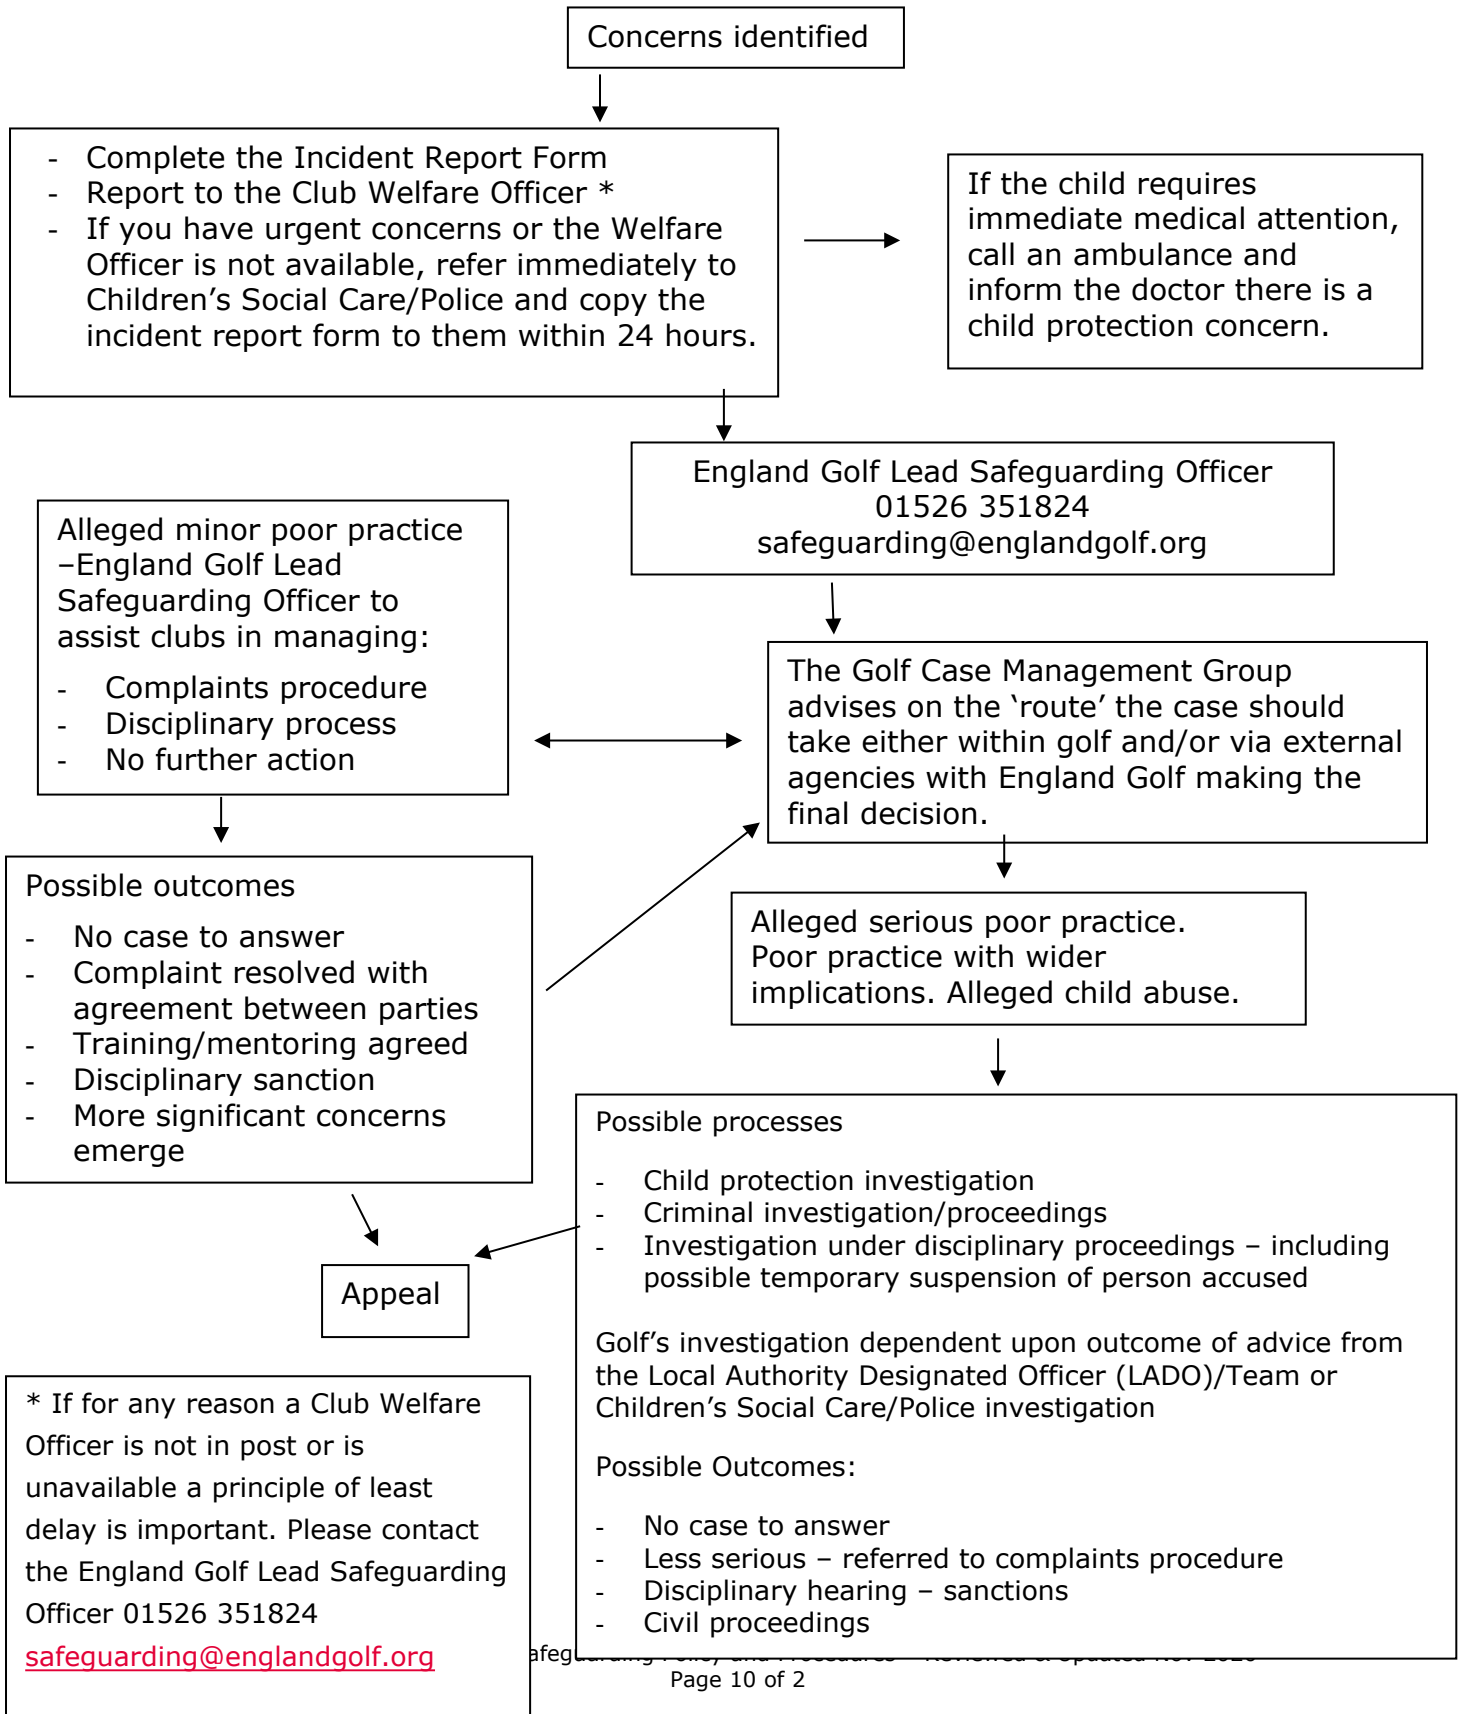 Concerns identified
- Complete the Incident Report Form
- Report to the Club Welfare Officer *
- If you have urgent concerns or the Welfare
Officer is not available, refer immediately to
Children’s Social Care/Police and copy the
incident report form to them within 24 hours.
If the child requires
immediate medical attention,
call an ambulance and
inform the doctor there is a
child protection concern.
England Golf Lead Safeguarding Officer
01526 351824
safeguarding@englandgolf.org
Alleged minor poor practice
–England Golf Lead
Safeguarding Officer to
assist clubs in managing:
- Complaints procedure
- Disciplinary process
- No further action
The Golf Case Management Group
advises on the ‘route’ the case should
take either within golf and/or via external
agencies with England Golf making the
final decision.
Possible outcomes
- No case to answer
- Complaint resolved with
agreement between parties
- Training/mentoring agreed
- Disciplinary sanction
- More significant concerns
emerge
Alleged serious poor practice.
Poor practice with wider
implications. Alleged child abuse.
Possible processes
- Child protection investigation
- Criminal investigation/proceedings
- Investigation under disciplinary proceedings – including
possible temporary suspension of person accused
Golf’s investigation dependent upon outcome of advice from
the Local Authority Designated Officer (LADO)/Team or
Children’s Social Care/Police investigation
Possible Outcomes:
- No case to answer
- Less serious – referred to complaints procedure
- Disciplinary hearing – sanctions
- Civil proceedings
Appeal
* If for any reason a Club Welfare
Officer is not in post or is
unavailable a principle of least
delay is important. Please contact
the England Golf Lead Safeguarding
Officer 01526 351824
safeguarding@englandgolf.org
Page 10 of 2